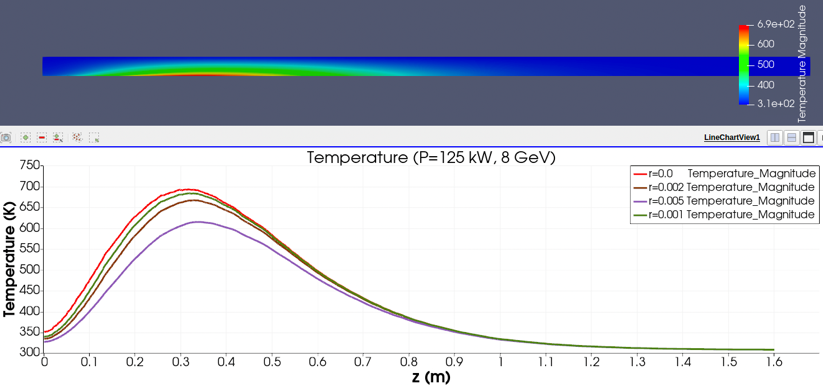 6.9e+02
600
500
400
3.1e+02
Temperature Magnitude
LineChartView1
Temperature (P=125 kW, 8 GeV)
r=0.0 Temperature_Magnitude
r=0.002 Temperature_Magnitude
r=0.005 Temperature_Magnitude
r=0.001 Temperature_Magnitude
Temperature (K)
750
700
650
600
550
500
450
400
350
300
0 0.1 0.2 0.3 0.4 0.5 0.6 0.7 0.8 0.9 1 1.1 1.2 1.3 1.4 1.5 1.6
z (m)